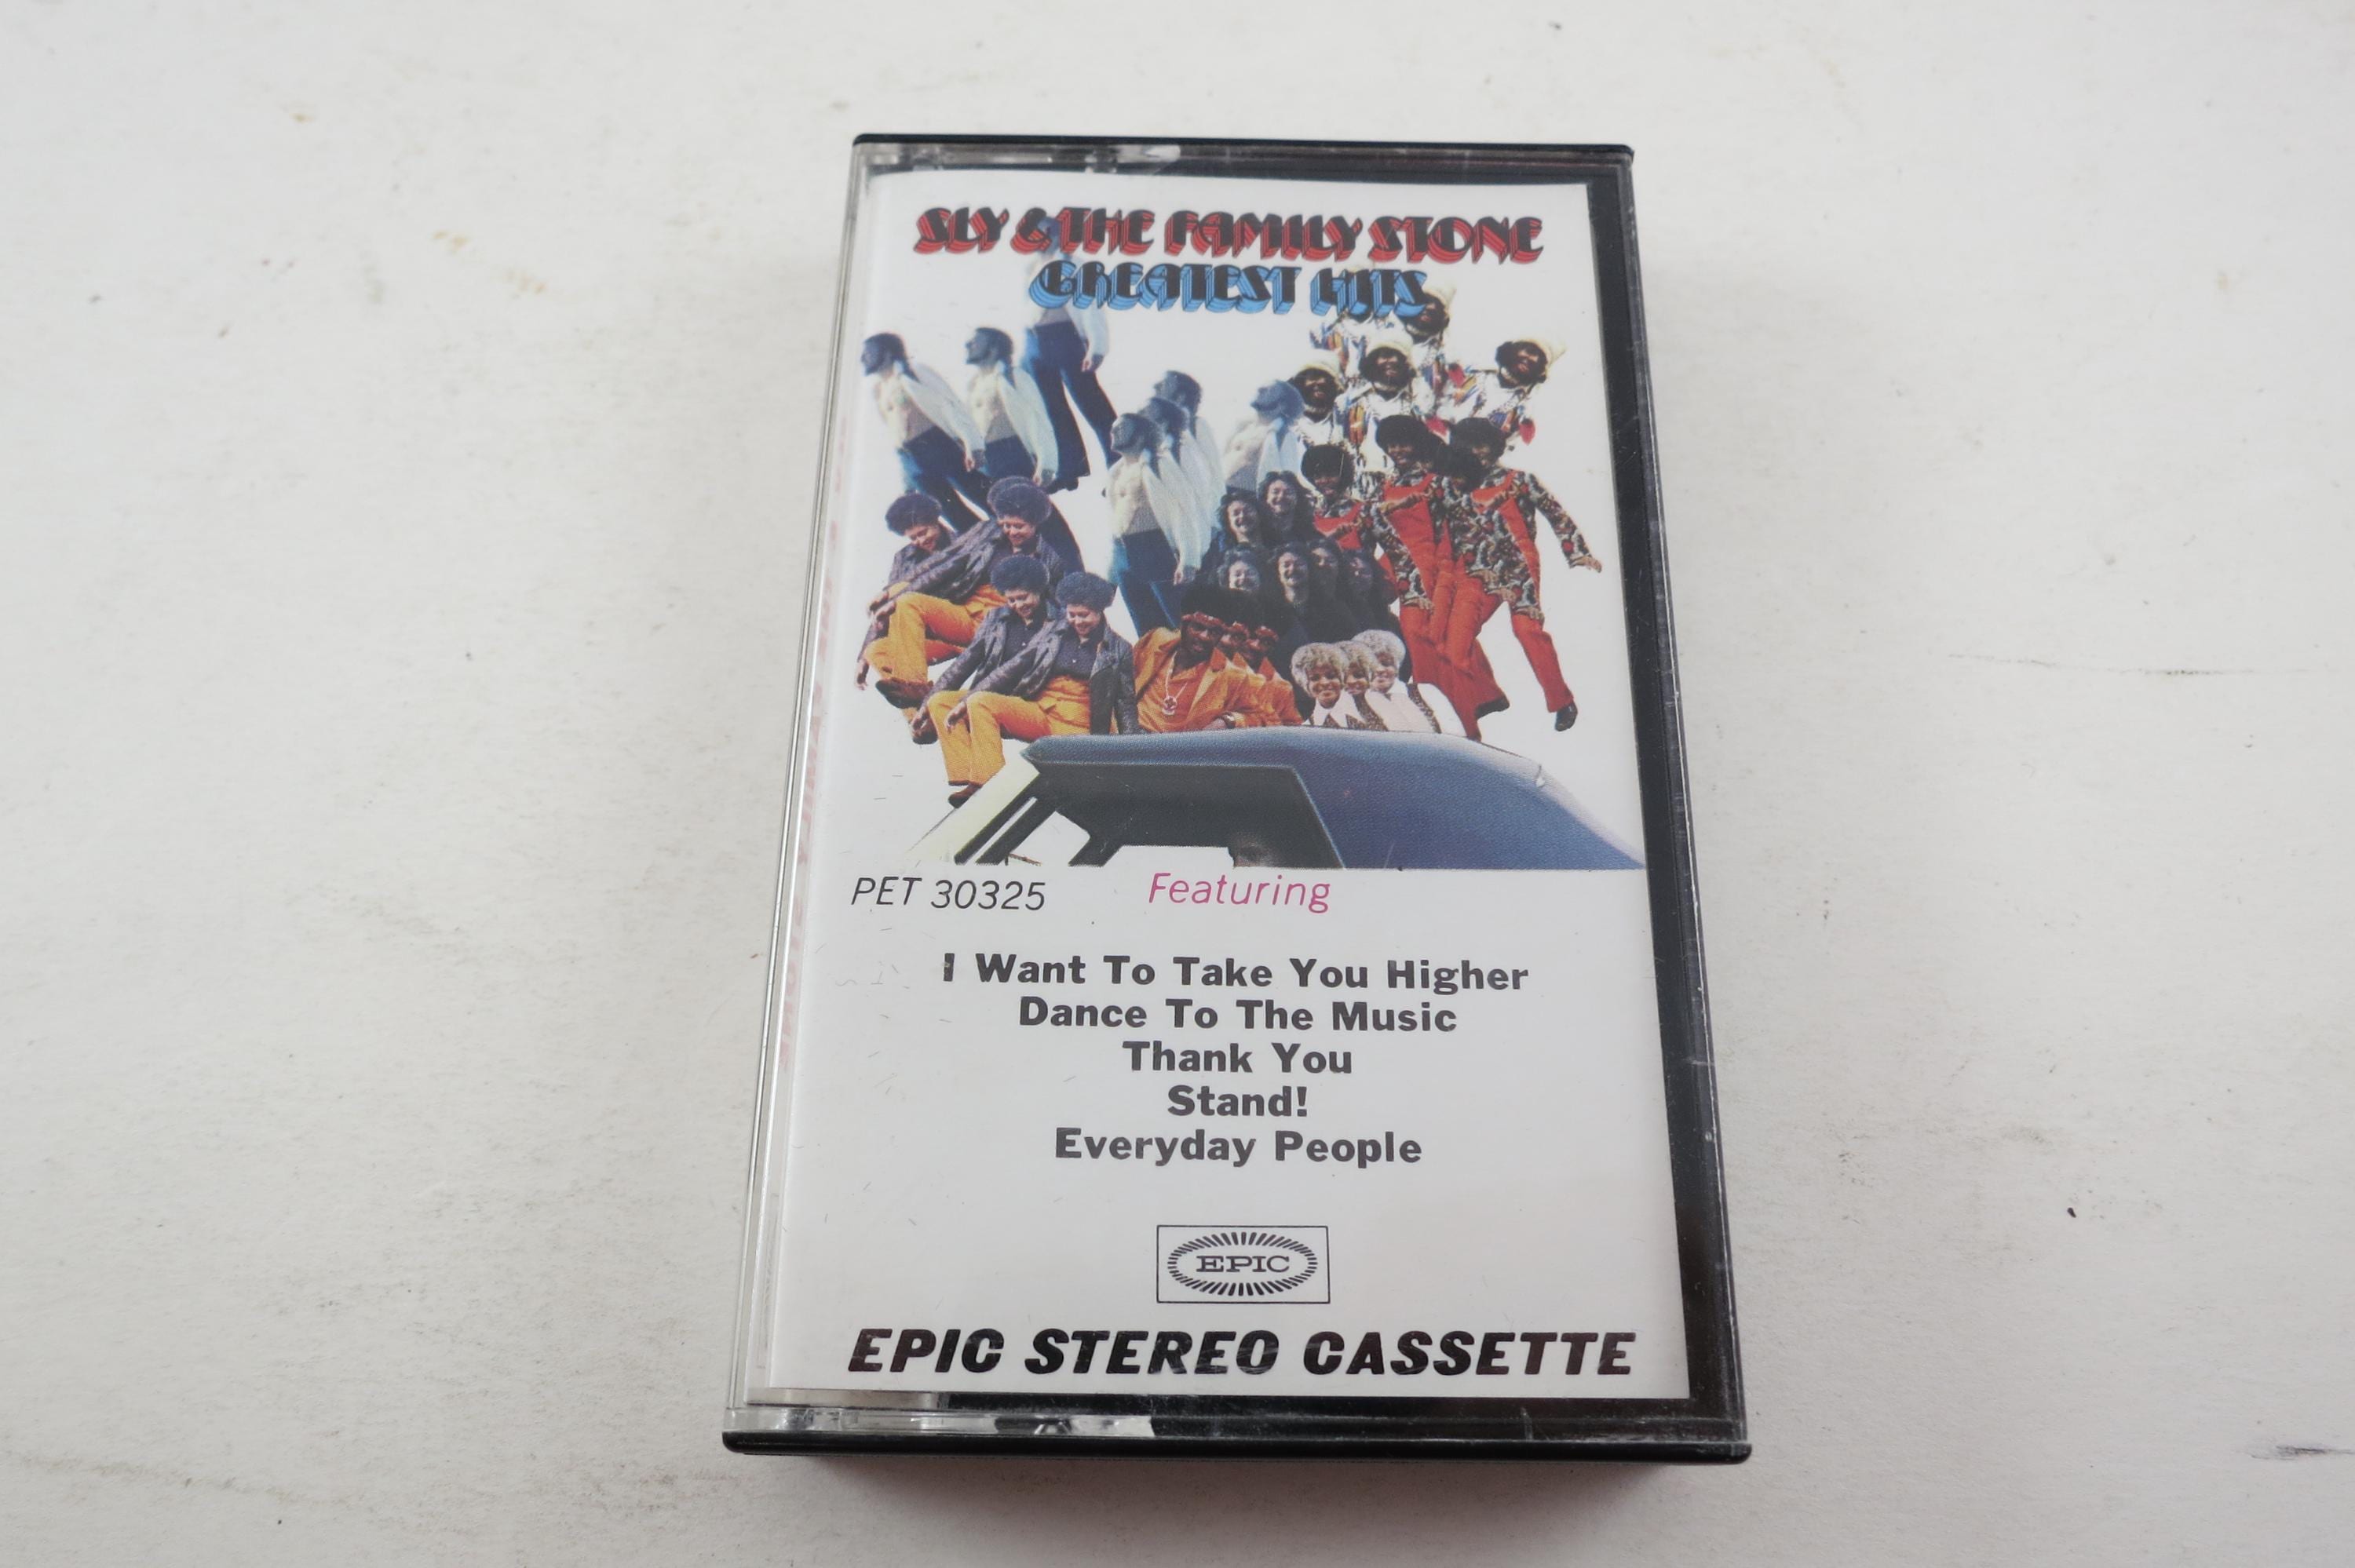 SLY & THE FAMILY STONE
GREATEST HITS
PET 30325
Featuring
I Want To Take You Higher
Dance To The Music
Thank You
Stand!
Everyday People
EPIC
EPIC STEREO CASSETTE